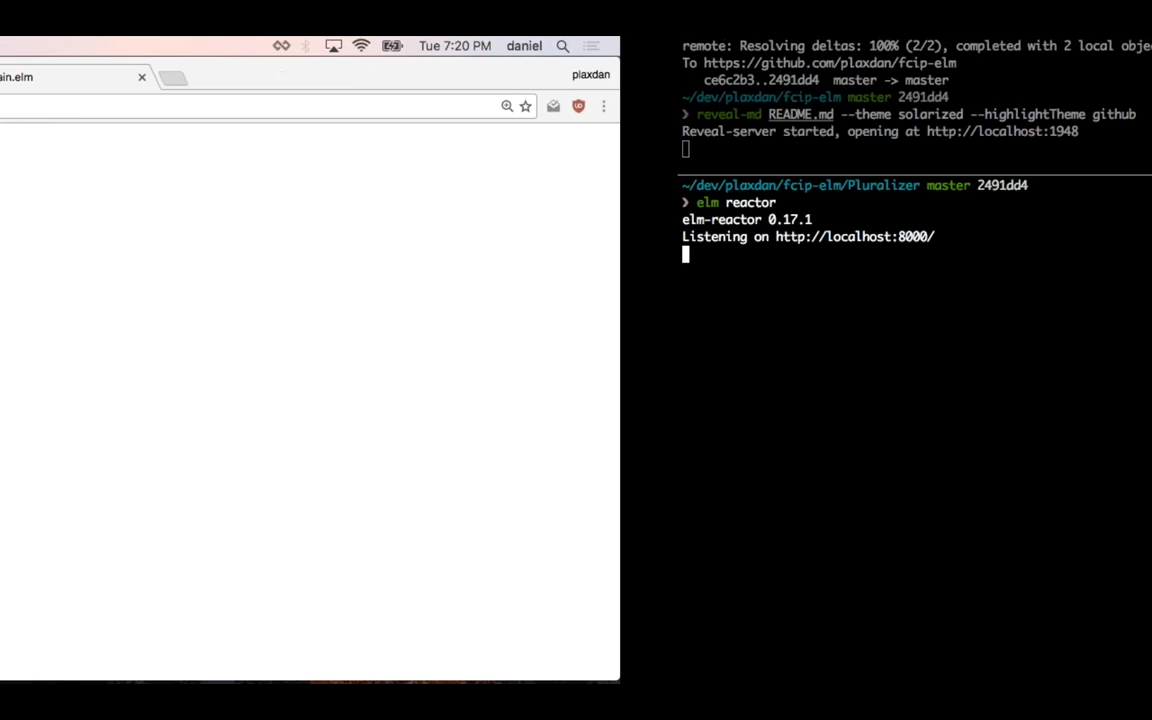 Tue 7:20 PM daniel
ain.elm
plaxdan
remote: Resolving deltas: 100% (2/2), completed with 2 local obje
To https://github.com/plaxdan/fcip-elm
ce6c2b3..2491dd4 master -> master
~/dev/plaxdan/fcip-elm master 2491dd4
❯ reveal-md README.md --theme solarized --highlightTheme github
Reveal-server started, opening at http://localhost:1948
~/dev/plaxdan/fcip-elm/Pluralizer master 2491dd4
❯ elm reactor
elm-reactor 0.17.1
Listening on http://localhost:8000/